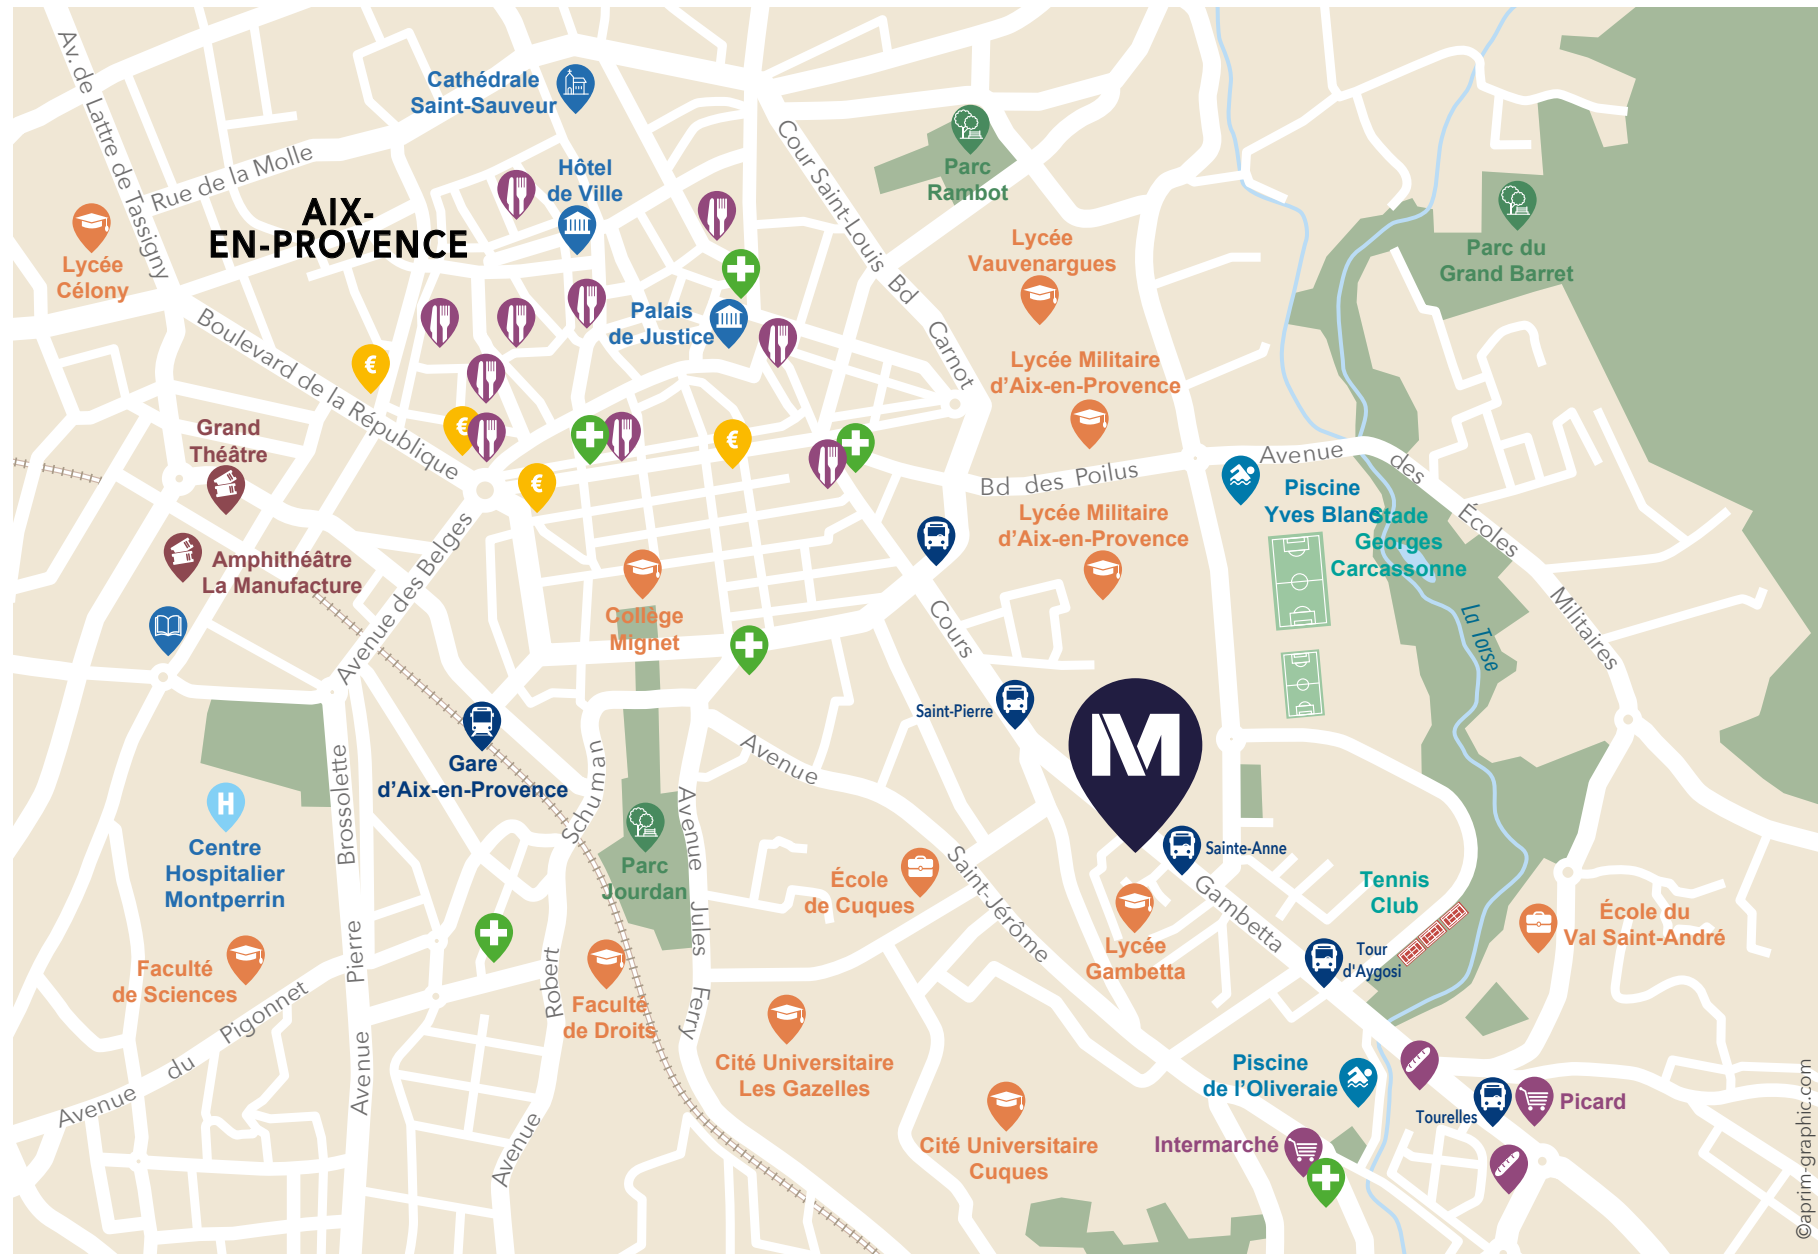 Av. de Lattre de Tassigny
Cathédrale
Saint-Sauveur
Rue de la Molle
Hôtel
de Ville
AIX-
EN-PROVENCE
Cour Saint-Louis Bd
Carnot
Parc
Rambot
Lycée
Célony
Lycée
Vauvenargues
Parc du
Grand Barret
Boulevard de la République
Palais
de Justice
Lycée Militaire
d'Aix-en-Provence
€
€
€
€
Grand
Théâtre
Bd des Poilus
Avenue des Écoles Militaires
Piscine
Yves Blanc
Stade
Georges
Carcassonne
Lycée Militaire
d'Aix-en-Provence
Amphithéâtre
La Manufacture
Avenue des Belges
Collège
Mignet
Cours
Gambetta
La Torse
Saint-Pierre
M
Gare
d'Aix-en-Provence
Avenue
Saint-Jérôme
H
Centre
Hospitalier
Montperrin
Avenue Pierre Brossolette
Avenue Robert Schuman
Avenue Jules Ferry
Parc
Jourdan
École
de Cuques
Sainte-Anne
Lycée
Gambetta
Tennis
Club
École du
Val Saint-André
Tour
d'Aygosi
Faculté
de Sciences
Faculté
de Droits
Avenue du Pigonnet
Cité Universitaire
Les Gazelles
Piscine
de l'Oliveraie
Tourelles
Picard
Cité Universitaire
Cuques
Intermarché
©aprim-graphic.com